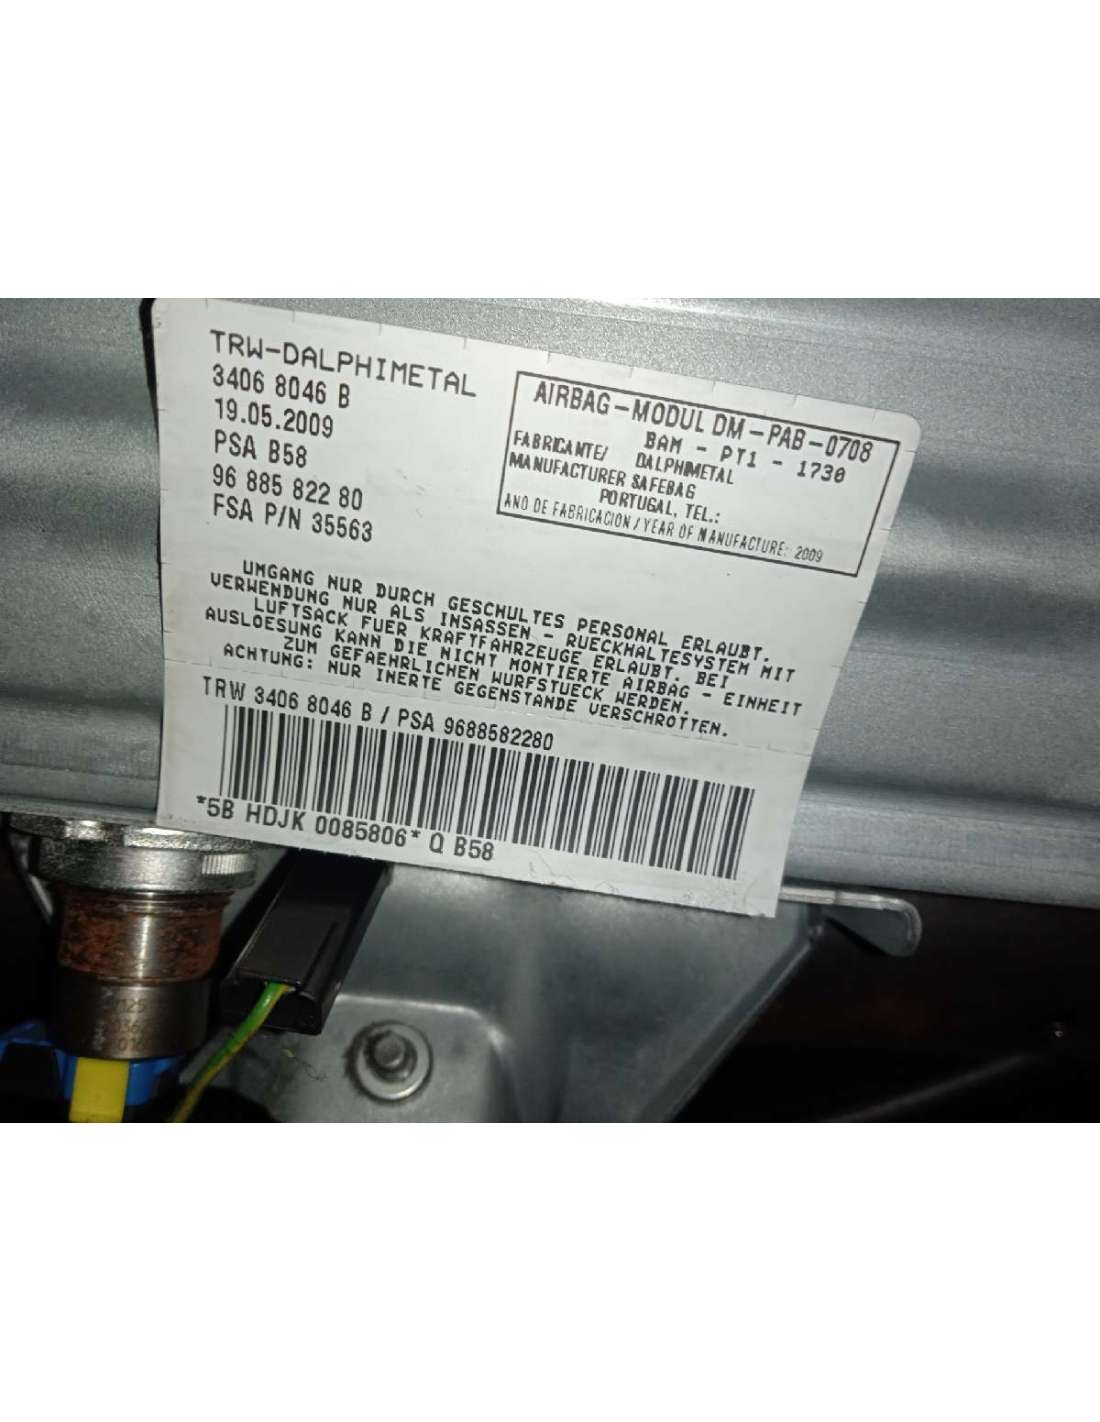 TRW-DALPHIMETAL
3406 8046 B
19.05.2009
PSA B58
96 885 822 80
FSA P/N 35563
AIRBAG-MODUL DM-PAB-0708
BAM - PT1 - 1730
FABRICANTE/ DALPHIMETAL
MANUFACTURER SAFEBAG
PORTUGAL, TEL.:
ANO DE FABRICACION / YEAR OF MANUFACTURE: 2009
UMGANG NUR DURCH GESCHULTES PERSONAL ERLAUBT.
VERWENDUNG NUR ALS INSASSEN - RUECKHALTESYSTEM MIT
LUFTSACK FUER KRAFTFAHRZEUGE ERLAUBT. BEI
AUSLOESUNG KANN DIE NICHT MONTIERTE AIRBAG - EINHEIT
ZUM GEFAEHRLICHEN WURFSTUECK WERDEN.
ACHTUNG: NUR INERTE GEGENSTANDE VERSCHROTTEN.
TRW 3406 8046 B / PSA 9688582280
*5B HDJK 0085806* Q B58